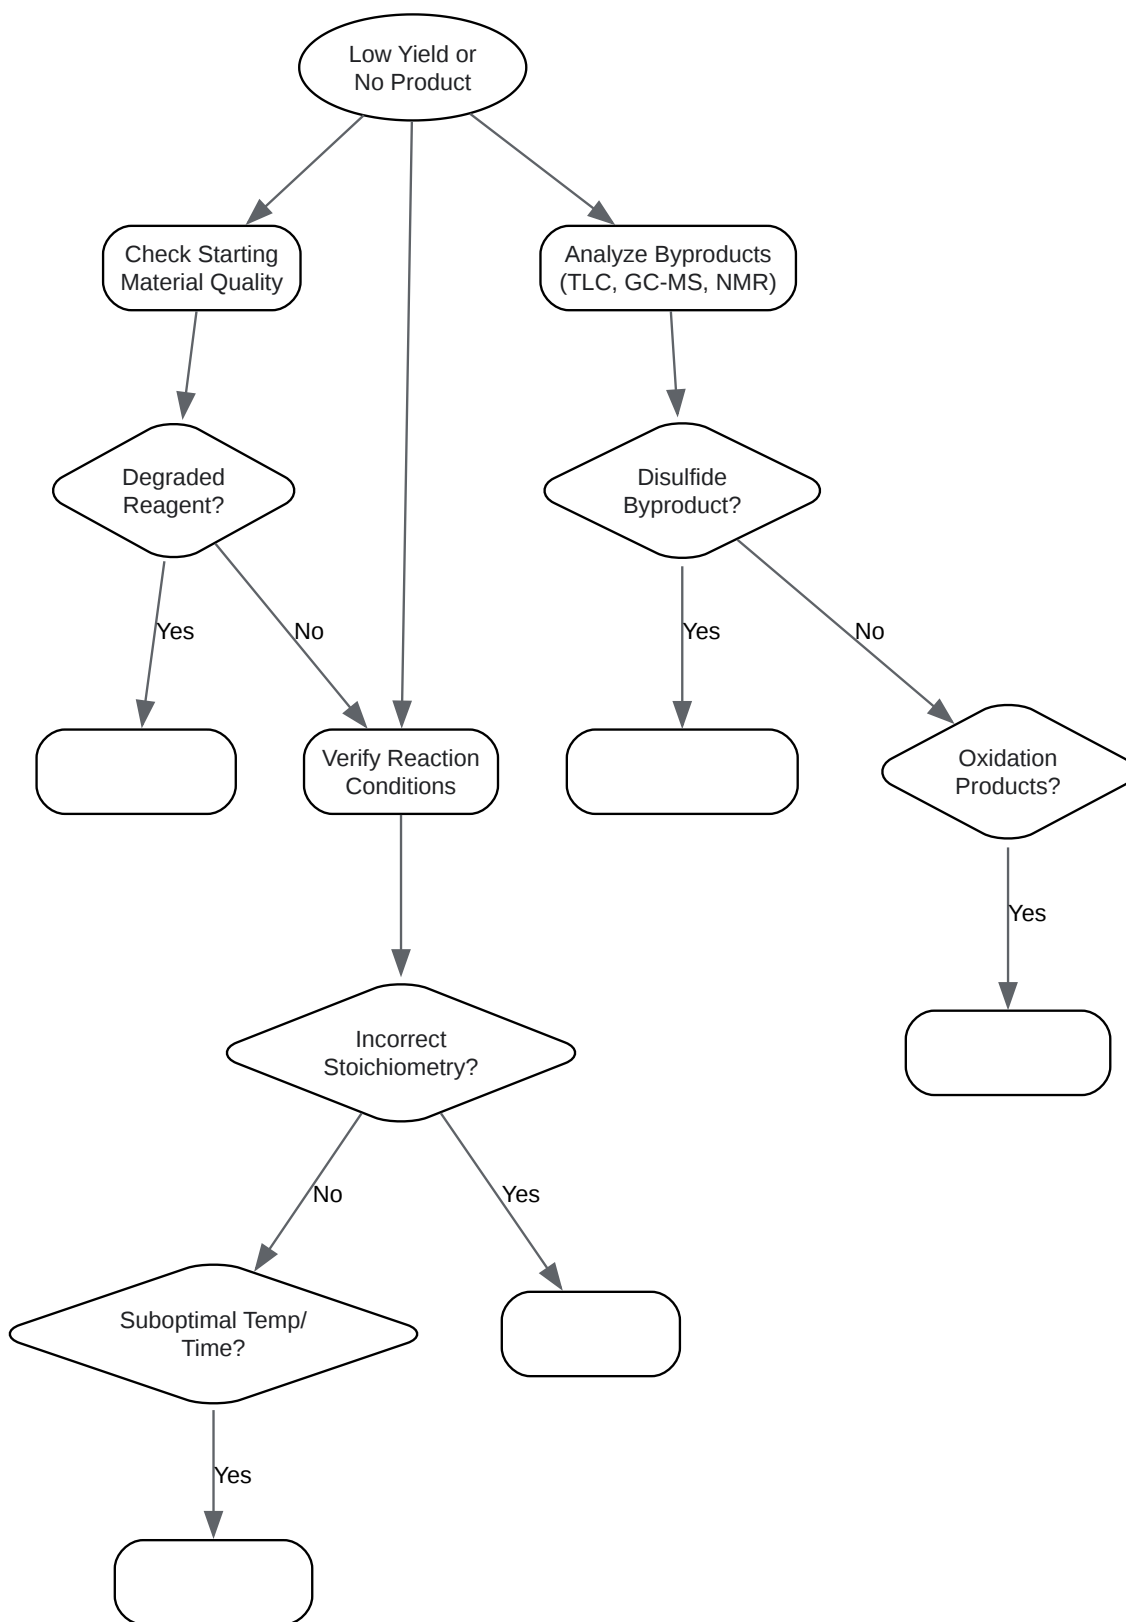 Low Yield or
No Product
Check Starting
Material Quality
Analyze Byproducts
(TLC, GC-MS, NMR)
Degraded
Reagent?
Disulfide
Byproduct?
Yes
No
Yes
No
Verify Reaction
Conditions
Oxidation
Products?
Yes
Incorrect
Stoichiometry?
No
Yes
Suboptimal Temp/
Time?
Yes